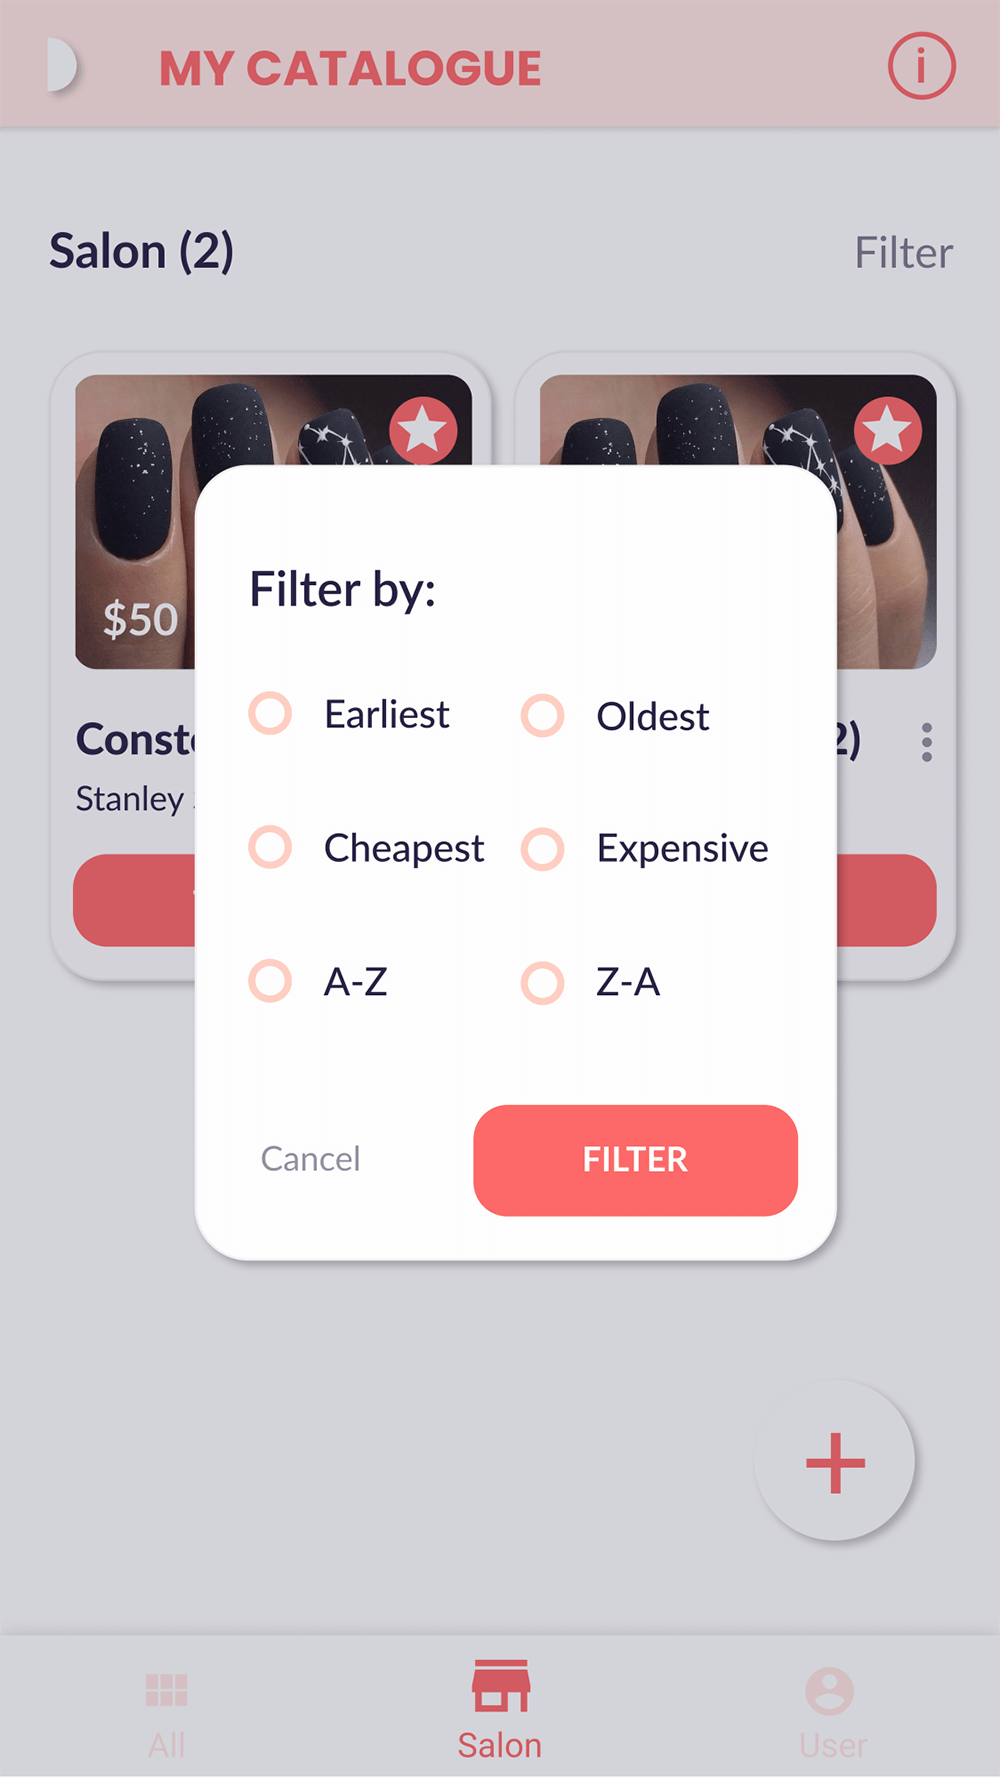 MY CATALOGUE
Salon (2)
Filter
$50
Filter by:
Earliest
Oldest
Cheapest
Expensive
A-Z
Z-A
Cancel
FILTER
2)
Stanley
All
Salon
User